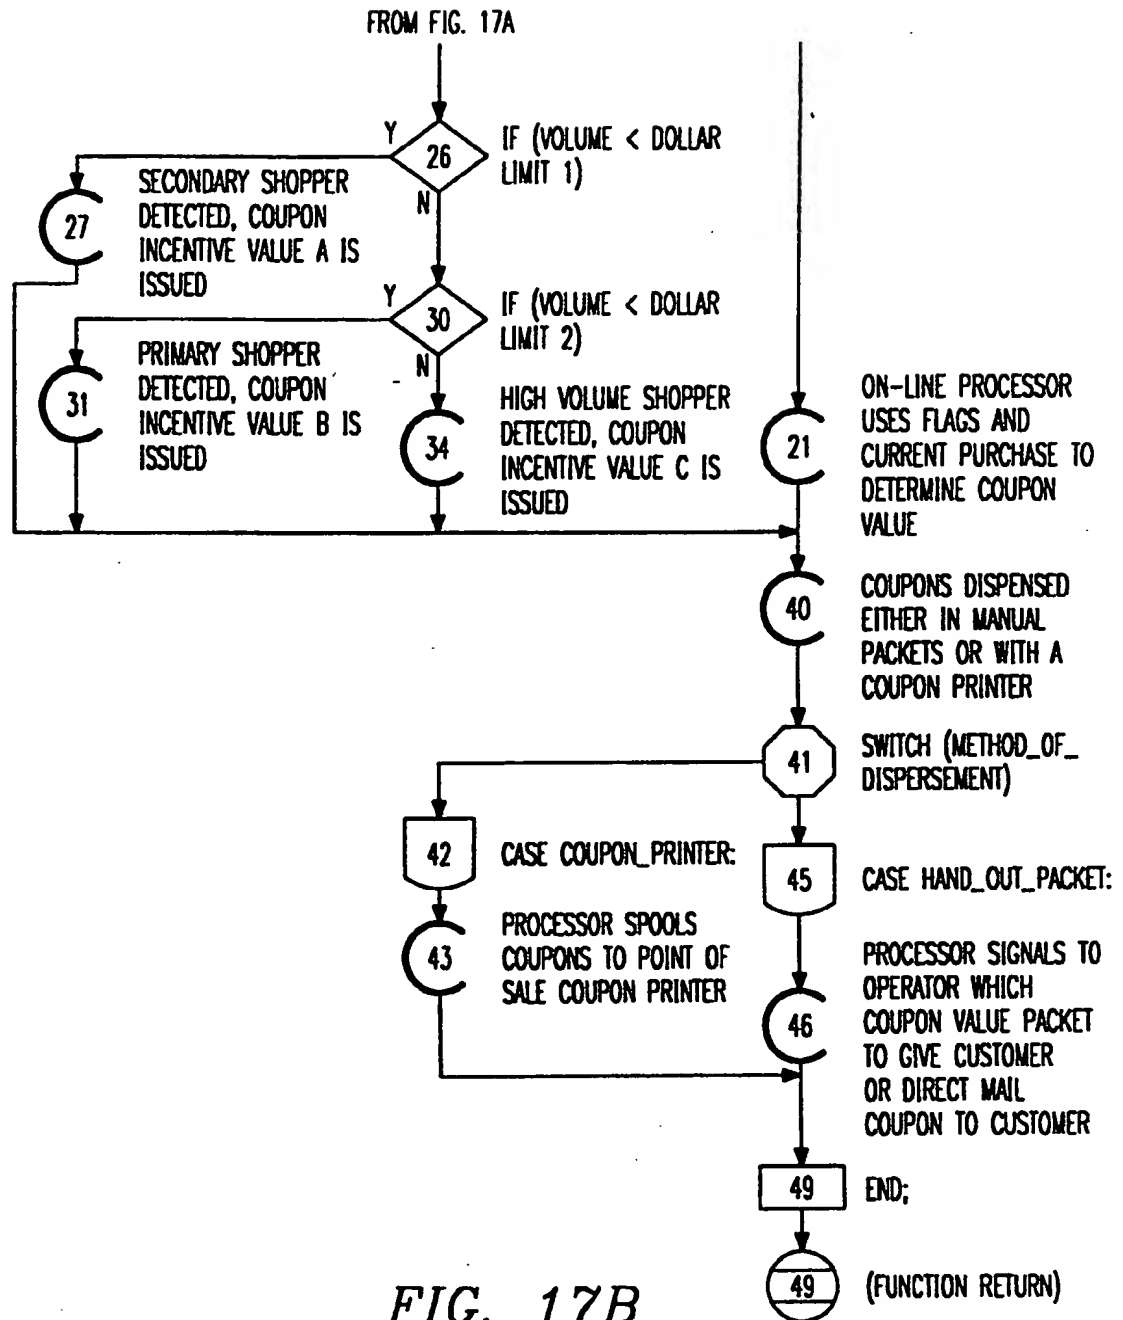 FROM FIG. 17A
Y
26
IF (VOLUME < DOLLAR
LIMIT 1)
N
27
SECONDARY SHOPPER
DETECTED, COUPON
INCENTIVE VALUE A IS
ISSUED
Y
30
IF (VOLUME < DOLLAR
LIMIT 2)
N
31
PRIMARY SHOPPER
DETECTED, COUPON
INCENTIVE VALUE B IS
ISSUED
34
HIGH VOLUME SHOPPER
DETECTED, COUPON
INCENTIVE VALUE C IS
ISSUED
21
ON-LINE PROCESSOR
USES FLAGS AND
CURRENT PURCHASE TO
DETERMINE COUPON
VALUE
40
COUPONS DISPENSED
EITHER IN MANUAL
PACKETS OR WITH A
COUPON PRINTER
41
SWITCH (METHOD_OF_
DISPERSEMENT)
42
CASE COUPON_PRINTER:
45
CASE HAND_OUT_PACKET:
43
PROCESSOR SPOOLS
COUPONS TO POINT OF
SALE COUPON PRINTER
46
PROCESSOR SIGNALS TO
OPERATOR WHICH
COUPON VALUE PACKET
TO GIVE CUSTOMER
OR DIRECT MAIL
COUPON TO CUSTOMER
49
END;
49
(FUNCTION RETURN)
FIG. 17B